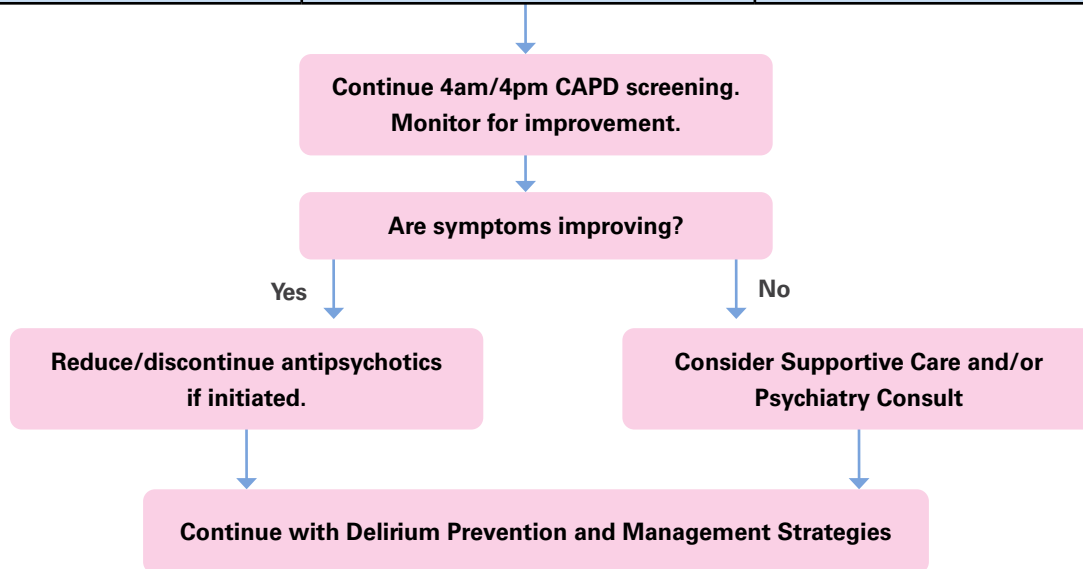 Continue 4am/4pm CAPD screening.
Monitor for improvement.
Are symptoms improving?
Yes
No
Reduce/discontinue antipsychotics
if initiated.
Consider Supportive Care and/or
Psychiatry Consult
Continue with Delirium Prevention and Management Strategies